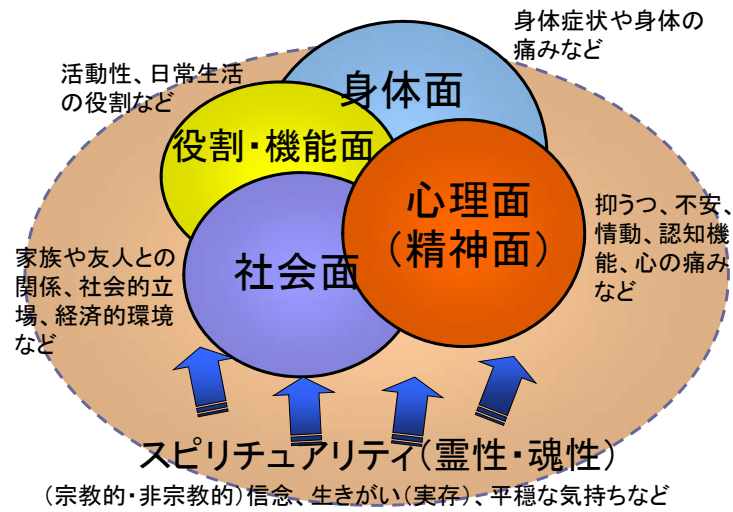 身体症状や身体の
痛みなど
活動性、日常生活
の役割など
身体面
役割・機能面
心理面
(精神面)
抑うつ、不安、
情動、認知機
能、心の痛み
など
社会面
家族や友人との
関係、社会的立
場、経済的環境
など
スピリチュアリティ(霊性・魂性)
(宗教的・非宗教的)信念、生きがい(実存)、平穏な気持ちなど